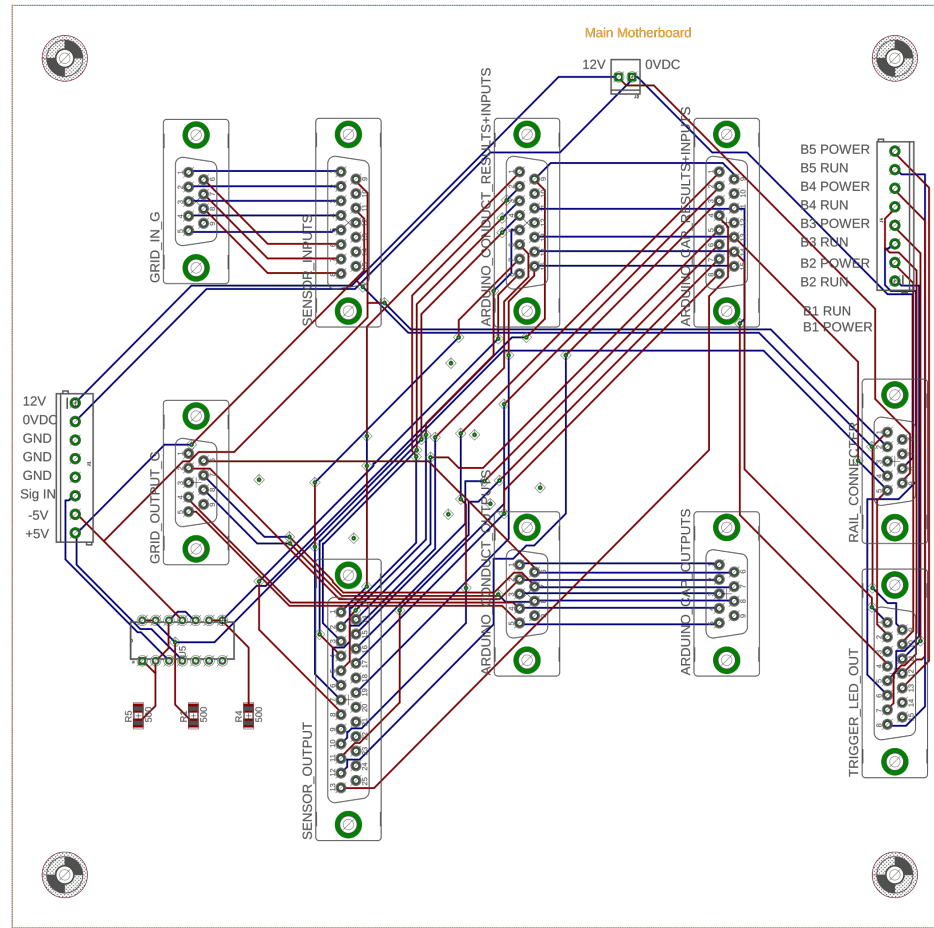 Main Motherboard
12V
0VDC
B5 POWER
B5 RUN
B4 POWER
B4 RUN
B3 POWER
B3 RUN
B2 POWER
B2 RUN
B1 RUN
B1 POWER
GRID_IN_G
SENSOR_INPUTS
ARDUINO_CONDUCT_RESULTS+INPUTS
ARDUINO_CAP_RESULTS+INPUTS
12V
0VDC
GND
GND
GND
Sig IN
-5V
+5V
GRID_OUTPUT_G
SENSOR_OUTPUT
ARDUINO_CONDUCT_OUTPUTS
ARDUINO_CAP_OUTPUTS
RAIL_CONNECTED
TRIGGER_LED_OUT
R5
500
500
R4
500